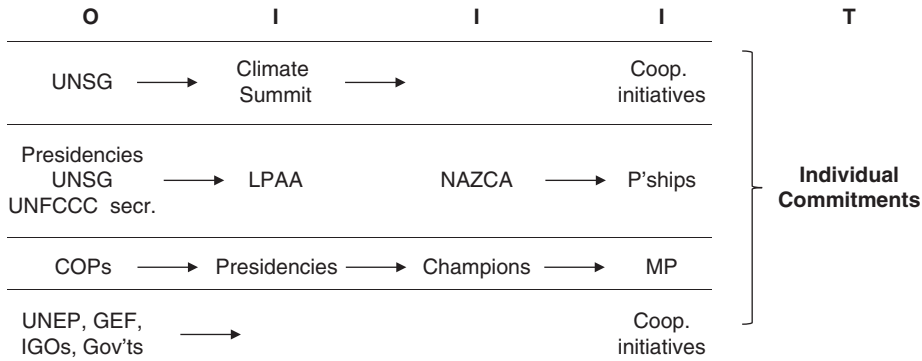 O I I I T
UNSG Climate Summit Coop. initiatives
Presidencies UNSG UNFCCC secr. LPAA NAZCA P'ships
Individual Commitments
COPs Presidencies Champions MP
UNEP, GEF, IGOs, Gov'ts Coop. initiatives